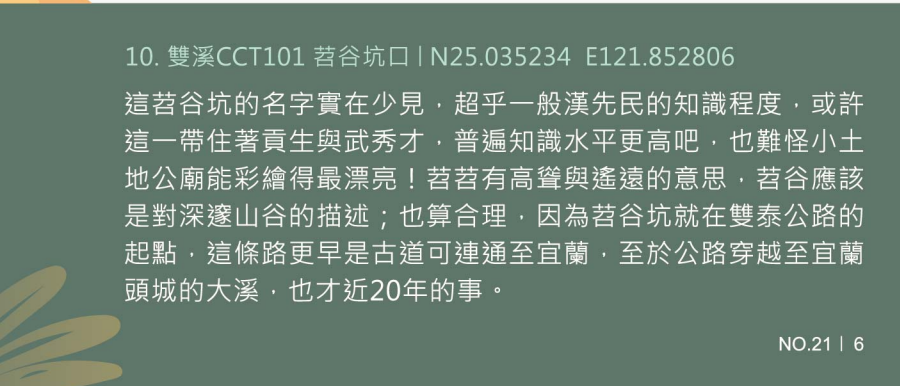 10. 雙溪CCT101 苕谷坑口 | N25.035234 E121.852806
這苕谷坑的名字實在少見，超乎一般漢先民的知識程度，或許
這一帶住著貢生與武秀才，普遍知識水平更高吧，也難怪小土
地公廟能彩繪得最漂亮！苕苕有高聳與遙遠的意思，苕谷應該
是對深邃山谷的描述；也算合理，因為苕谷坑就在雙泰公路的
起點，這條路更早是古道可連通至宜蘭，至於公路穿越至宜蘭
頭城的大溪，也才近20年的事。
NO.21 | 6